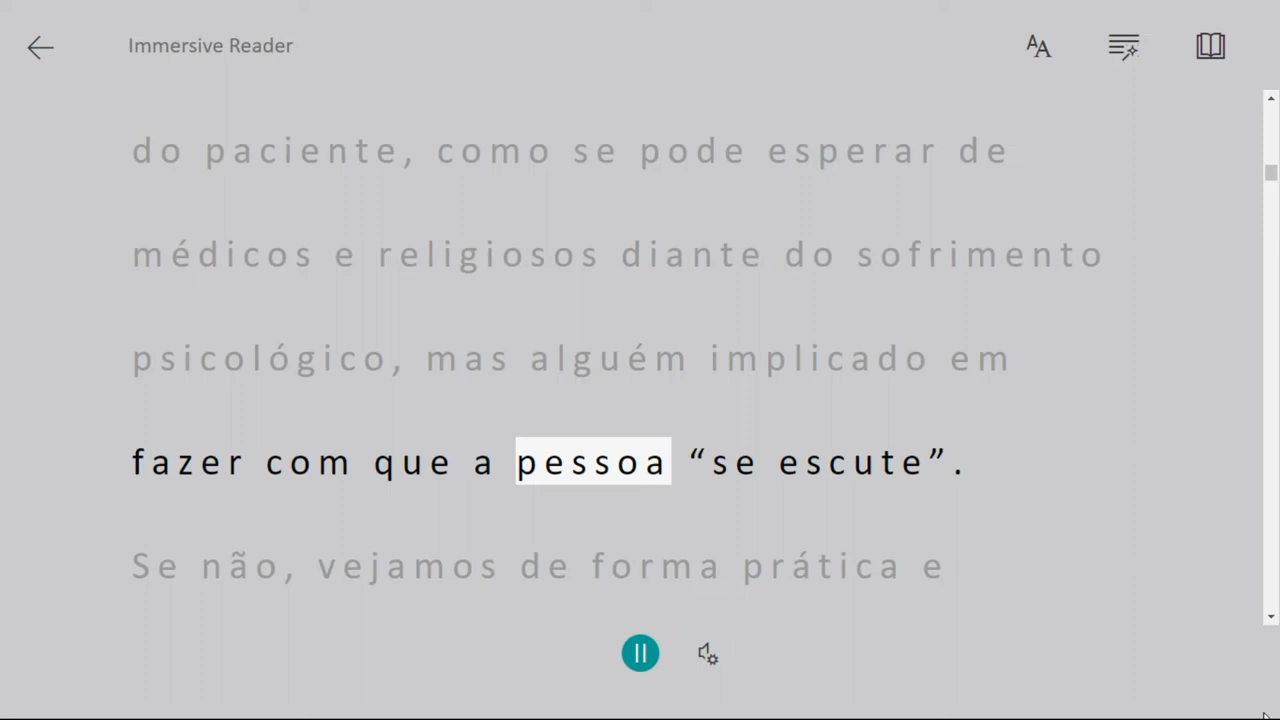 Immersive Reader
do paciente, como se pode esperar de
médicos e religiosos diante do sofrimento
psicológico, mas alguém implicado em
fazer com que a pessoa “se escute”.
Se não, vejamos de forma prática e